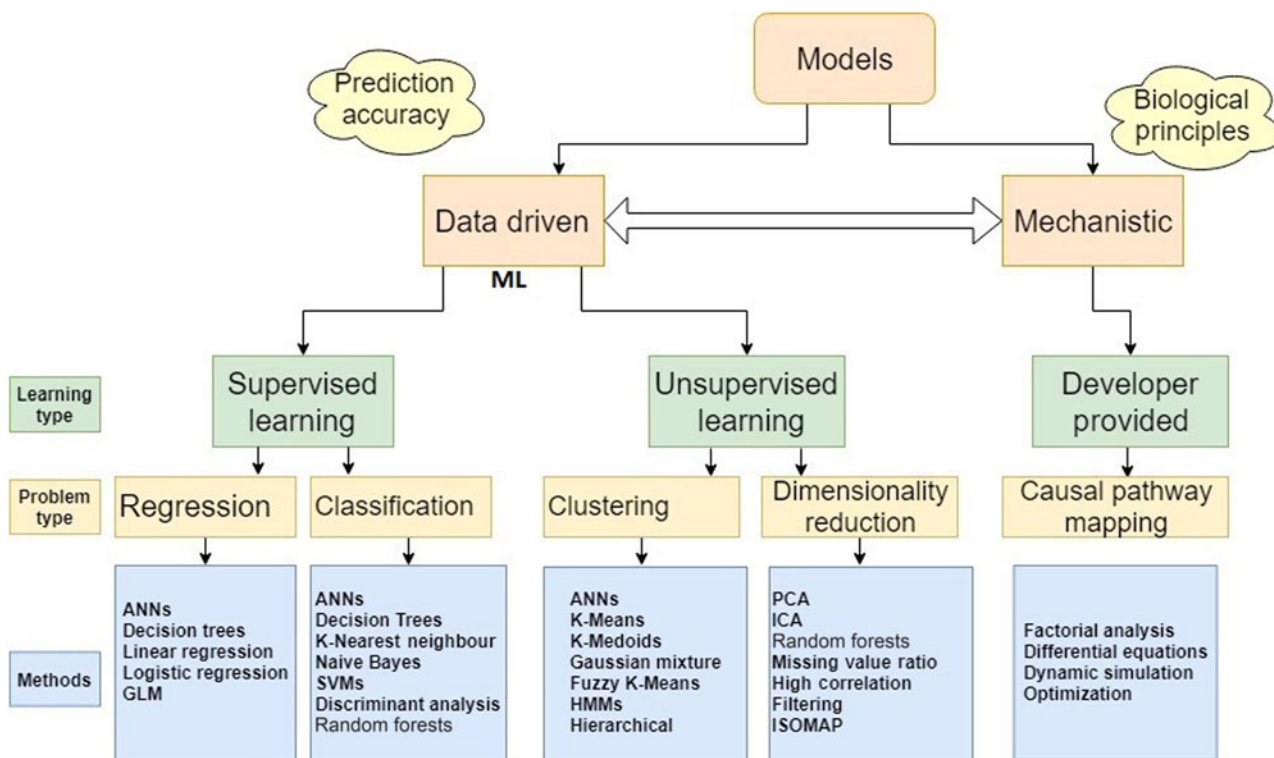 Models
Prediction
accuracy
Biological
principles
Data driven
Mechanistic
ML
Learning
type
Supervised
learning
Unsupervised
learning
Developer
provided
Problem
type
Regression
Classification
Clustering
Dimensionality
reduction
Causal pathway
mapping
Methods
ANNs
Decision trees
Linear regression
Logistic regression
GLM
ANNs
Decision Trees
K-Nearest neighbour
Naive Bayes
SVMs
Discriminant analysis
Random forests
ANNs
K-Means
K-Medoids
Gaussian mixture
Fuzzy K-Means
HMMs
Hierarchical
PCA
ICA
Random forests
Missing value ratio
High correlation
Filtering
ISOMAP
Factorial analysis
Differential equations
Dynamic simulation
Optimization